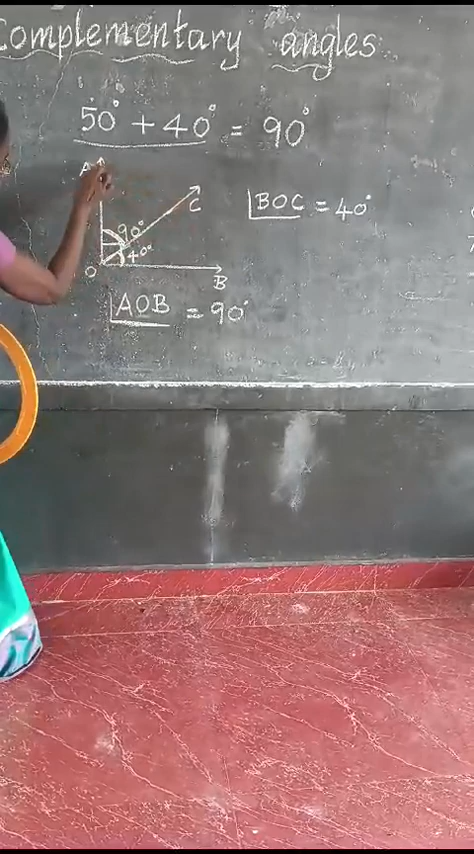 Complementary angles
50° + 40° = 90°
A
C
∠BOC = 40°
90°
40°
O
B
∠AOB = 90°